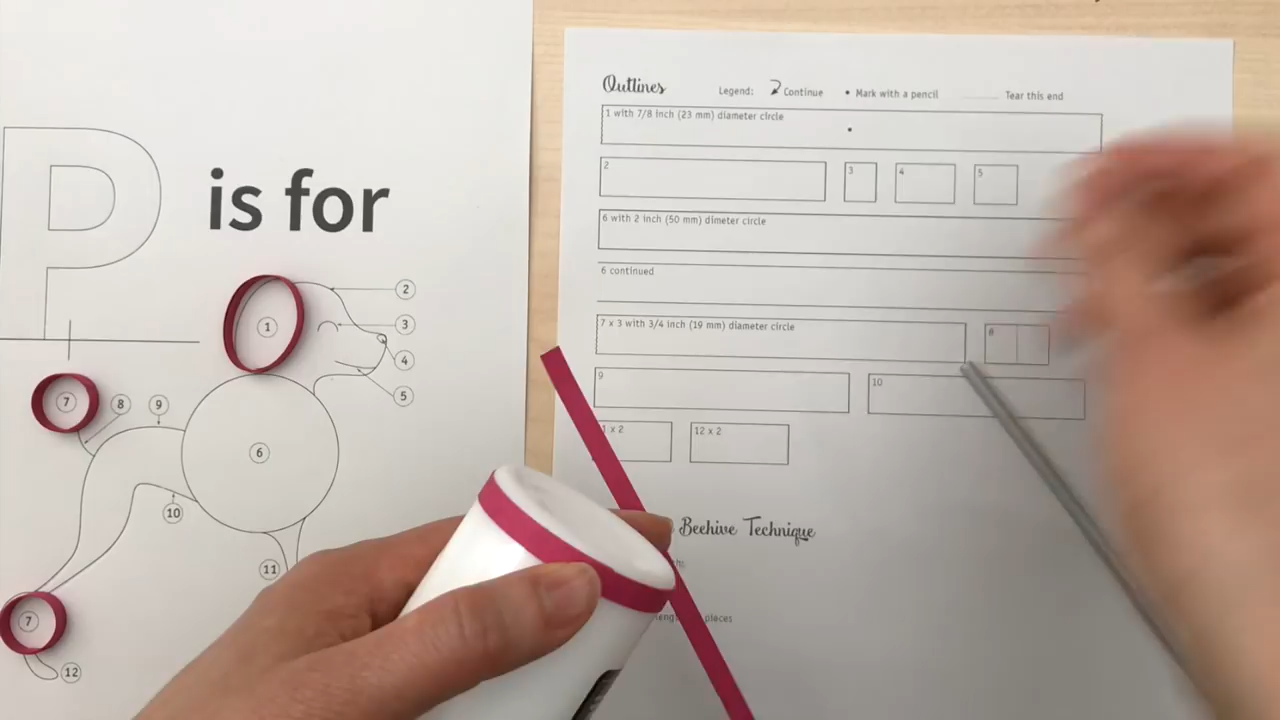 P is for
1
2
3
4
5
6
7
8
9
10
11
7
12
Outlines
Legend: Continue • Mark with a pencil Tear this end
1 with 7/8 inch (23 mm) diameter circle
2
3
4
5
6 with 2 inch (50 mm) dimeter circle
6 continued
7 x 3 with 3/4 inch (19 mm) diameter circle
8
9
10
x 2
12 x 2
Beehive Technique
pieces